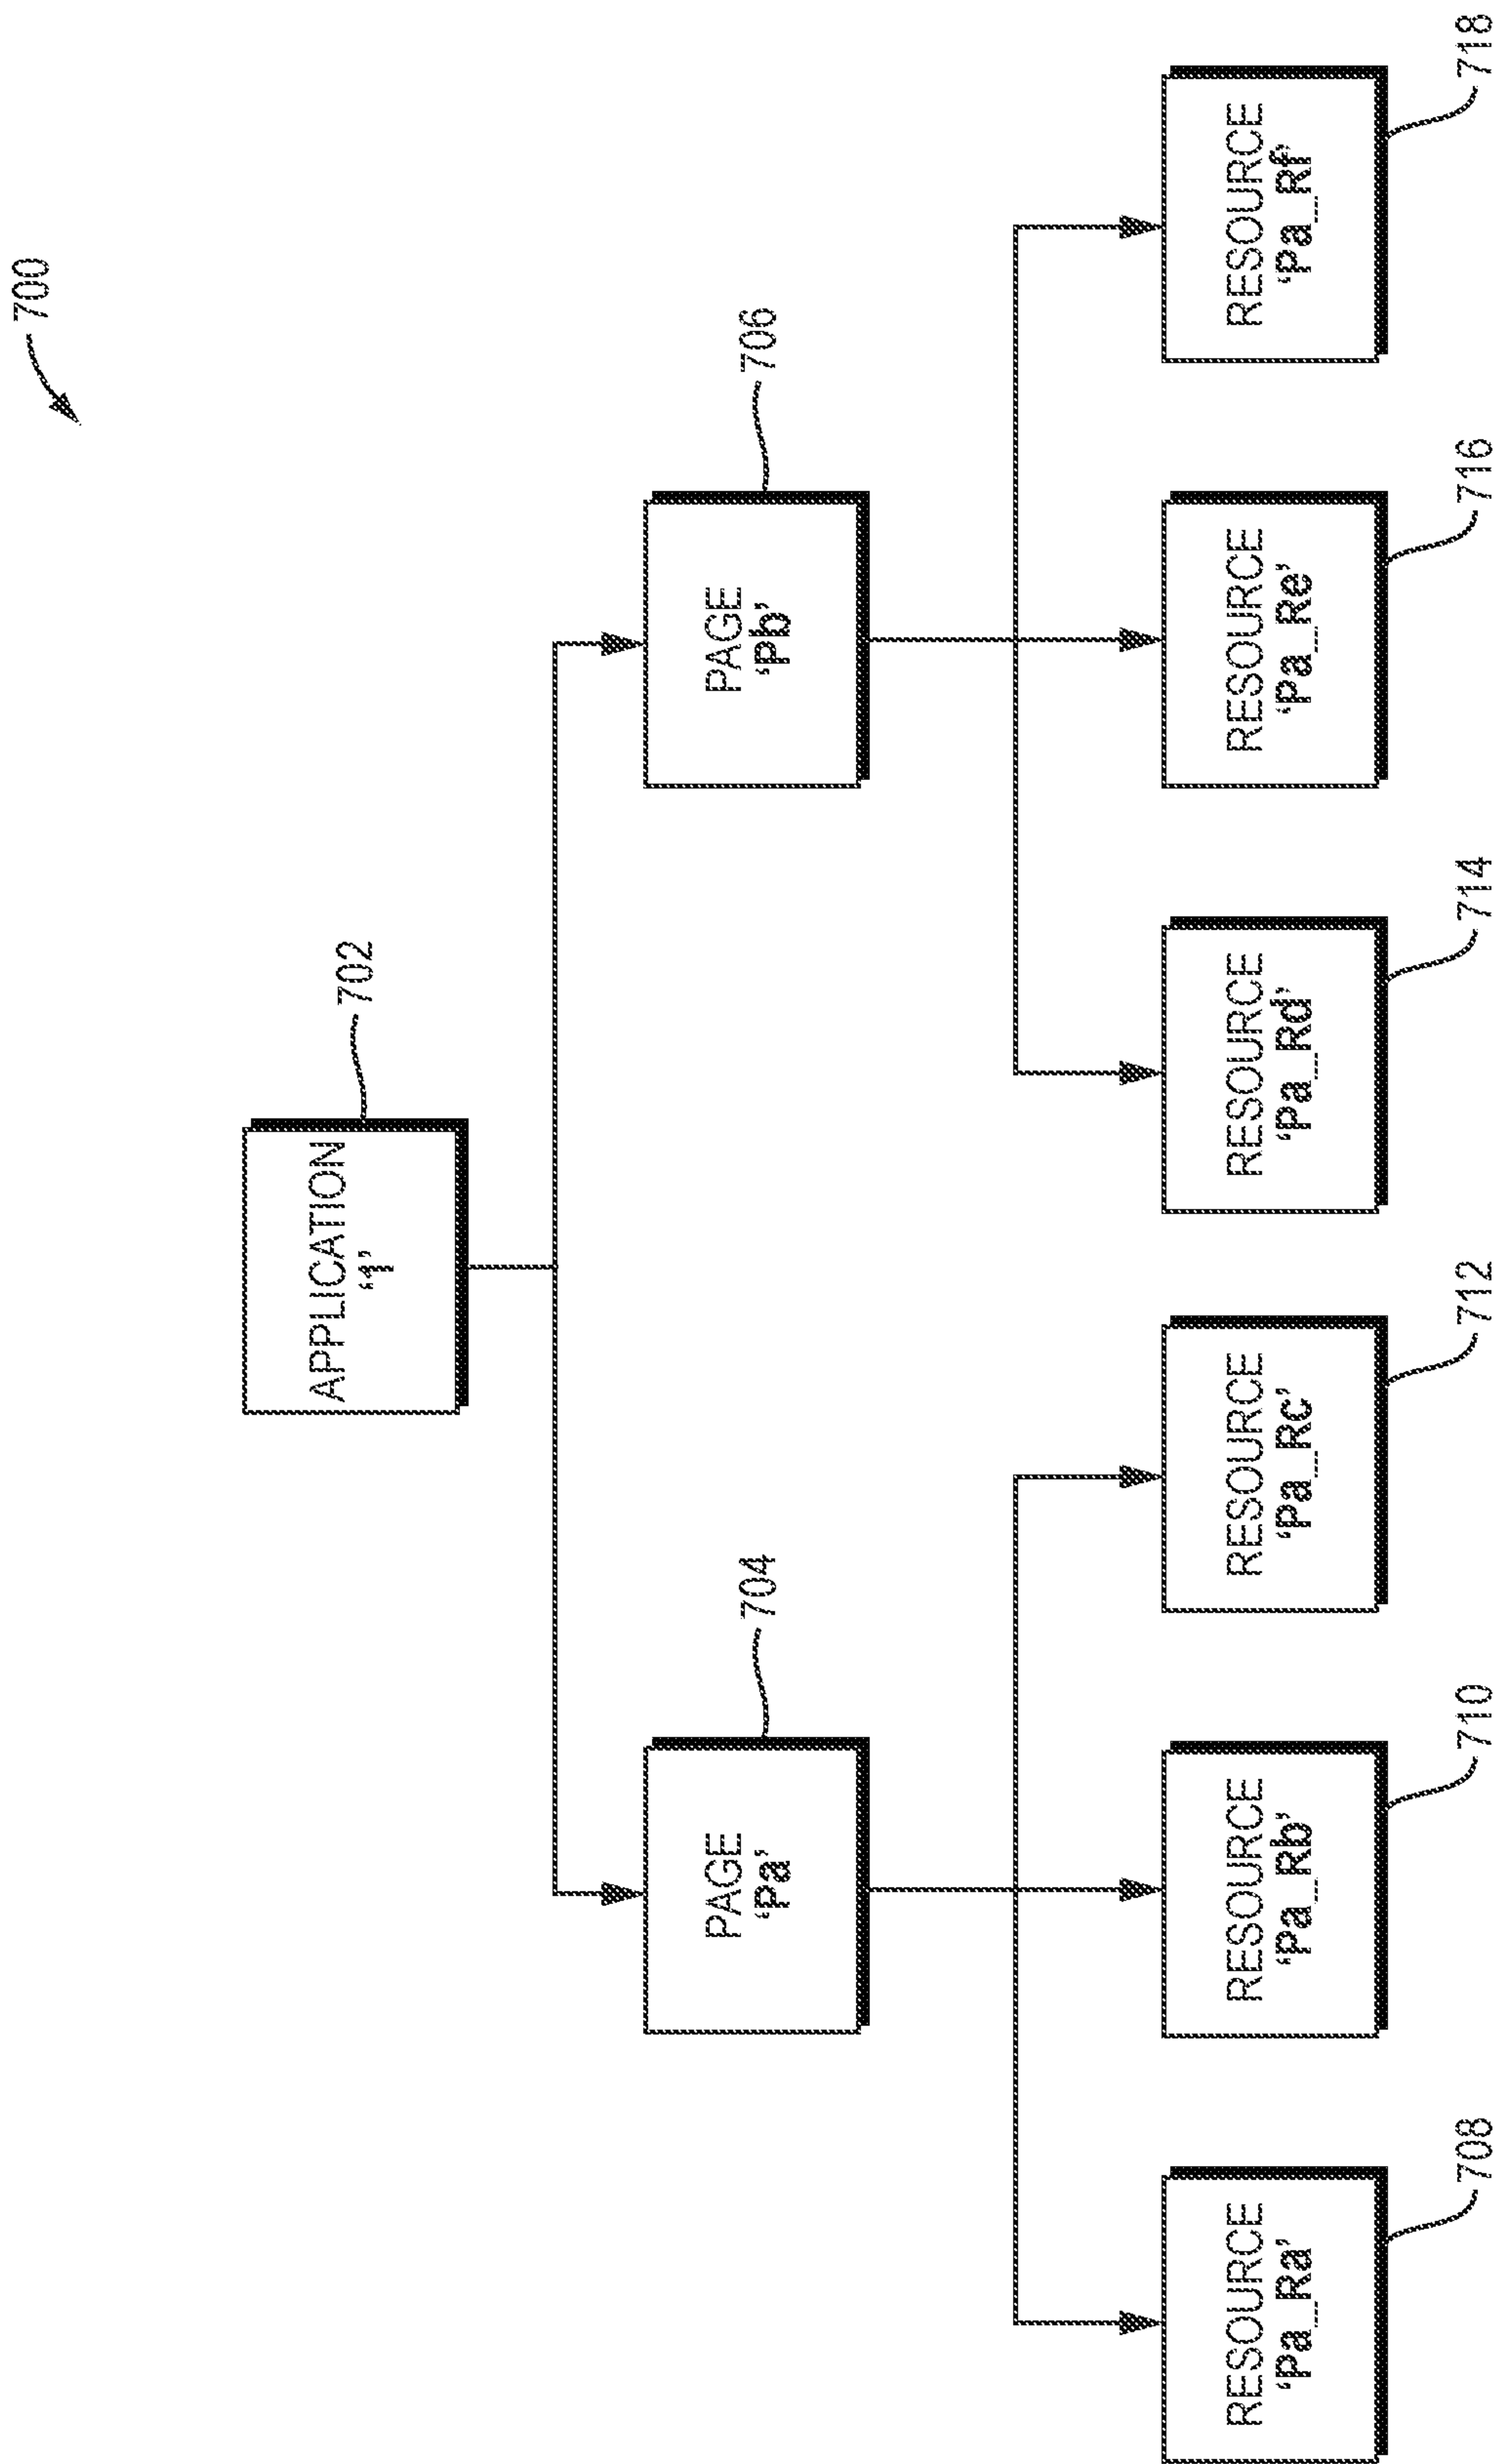 700
APPLICATION
‘1’
702
PAGE
‘Pa’
704
PAGE
‘Pb’
706
RESOURCE
‘Pa_Ra’
708
RESOURCE
‘Pa_Rb’
710
RESOURCE
‘Pa_Rc’
712
RESOURCE
‘Pa_Rd’
714
RESOURCE
‘Pa_Re’
716
RESOURCE
‘Pa_Rf’
718